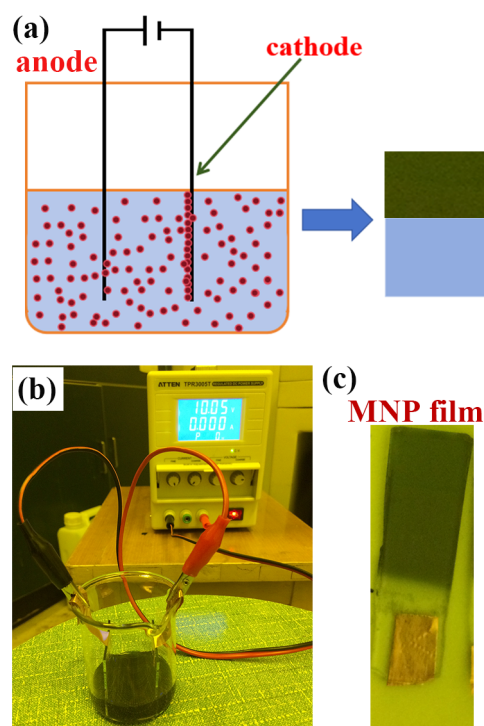 (a)
anode
cathode
(b)
ATTEN
TPR3005T
10.05
0.000
(c)
MNP film